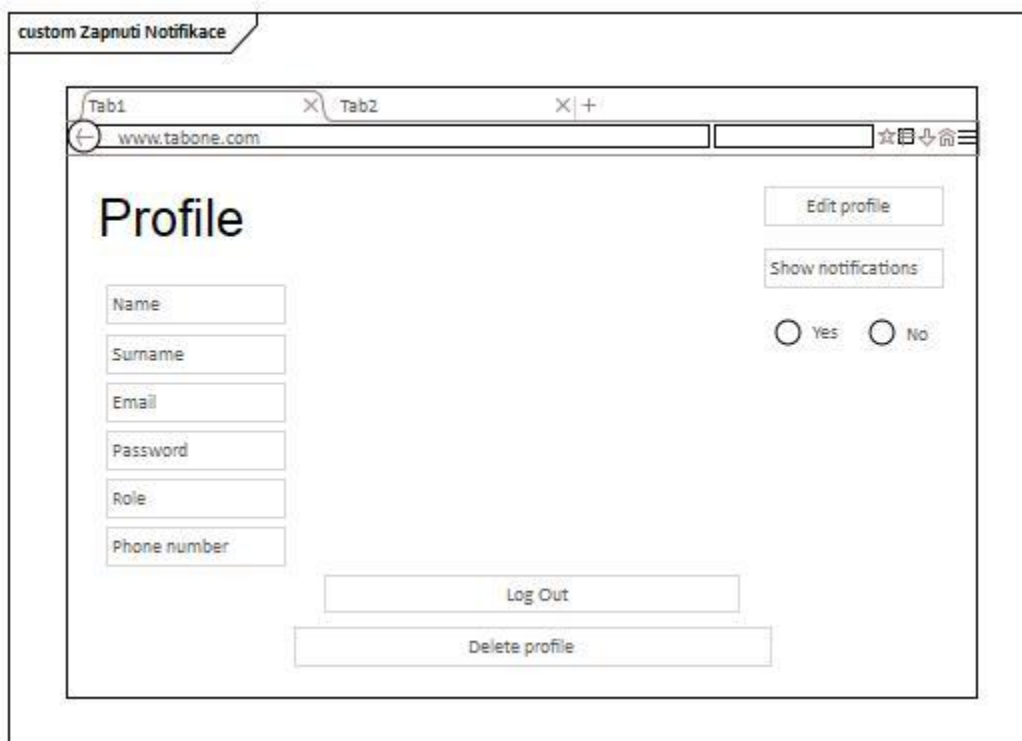 custom Zapnuti Notifikace
Tab1 Tab2
www.tabone.com
Profile
Edit profile
Show notifications
Yes No
Name
Surname
Email
Password
Role
Phone number
Log Out
Delete profile